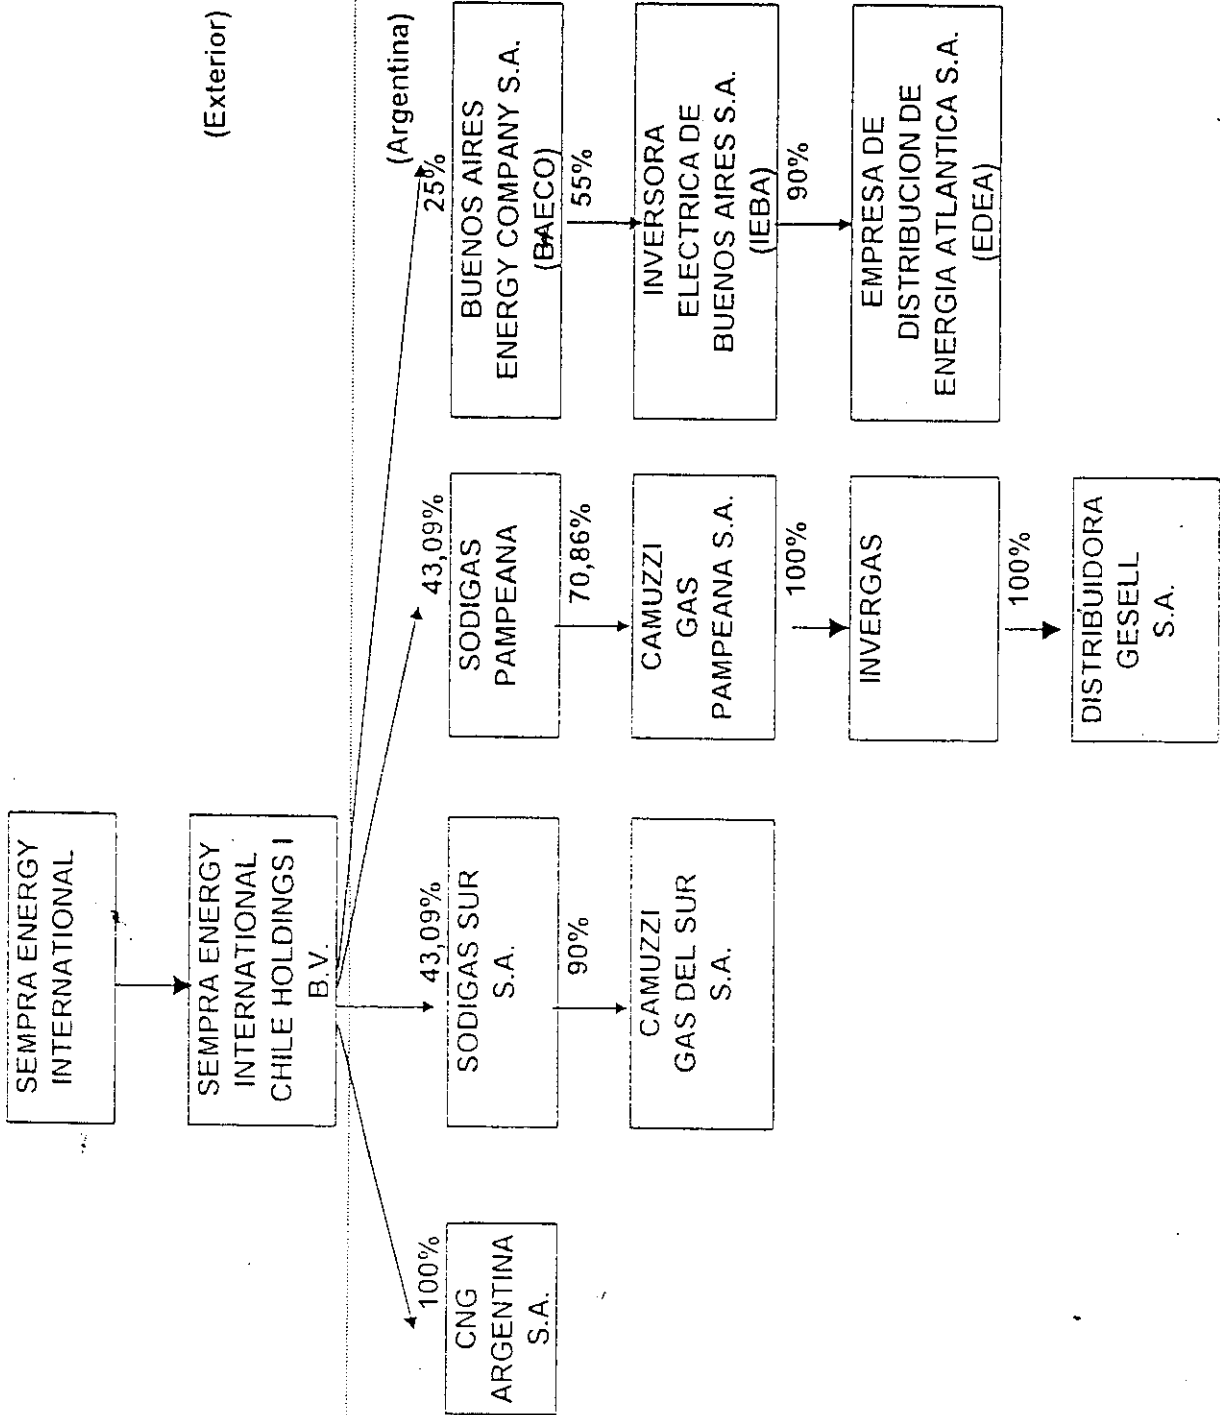 SEMPRA ENERGY
INTERNATIONAL
SEMPRA ENERGY
INTERNATIONAL
CHILE HOLDINGS I
B.V.
(Exterior)
(Argentina)
100%
CNG
ARGENTINA
S.A.
43,09%
SODIGAS SUR
S.A.
90%
CAMUZZI
GAS DEL SUR
S.A.
43,09%
SODIGAS
PAMPEANA
70,86%
CAMUZZI
GAS
PAMPEANA S.A.
100%
INVERGAS
100%
DISTRIBUIDORA
GESELL
S.A.
25%
BUENOS AIRES
ENERGY COMPANY S.A.
(BAECO)
55%
INVERSORA
ELECTRICA DE
BUENOS AIRES S.A.
(IEBA)
90%
EMPRESA DE
DISTRIBUCION DE
ENERGIA ATLANTICA S.A.
(EDEA)